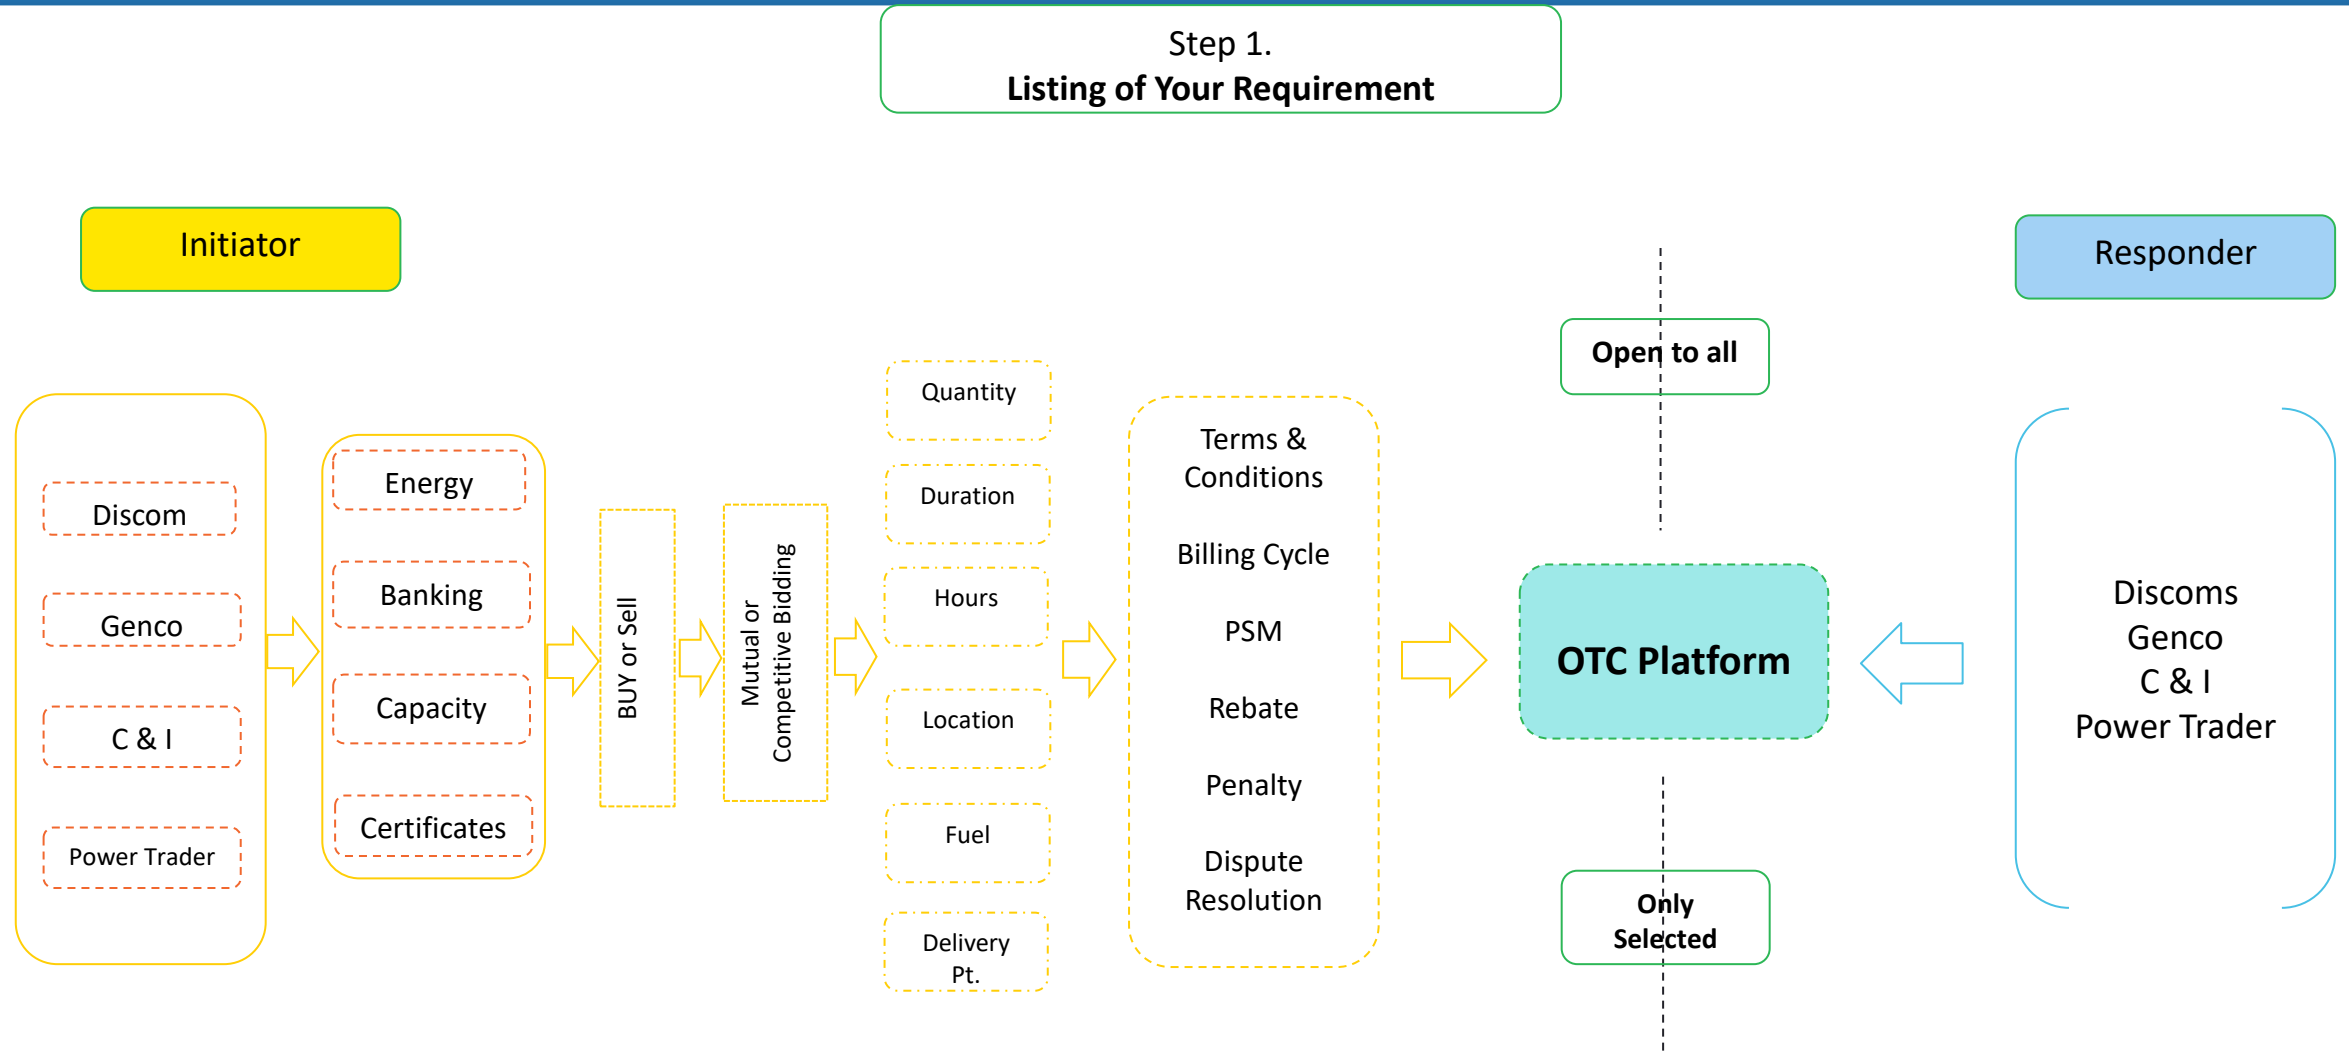 Step 1.
Listing of Your Requirement
Initiator
Responder
Discom
Genco
C & I
Power Trader
Energy
Banking
Capacity
Certificates
BUY or Sell
Mutual or
Competitive Bidding
Quantity
Duration
Hours
Location
Fuel
Delivery
Pt.
Terms &
Conditions
Billing Cycle
PSM
Rebate
Penalty
Dispute
Resolution
Open to all
OTC Platform
Only
Selected
Discoms
Genco
C & I
Power Trader